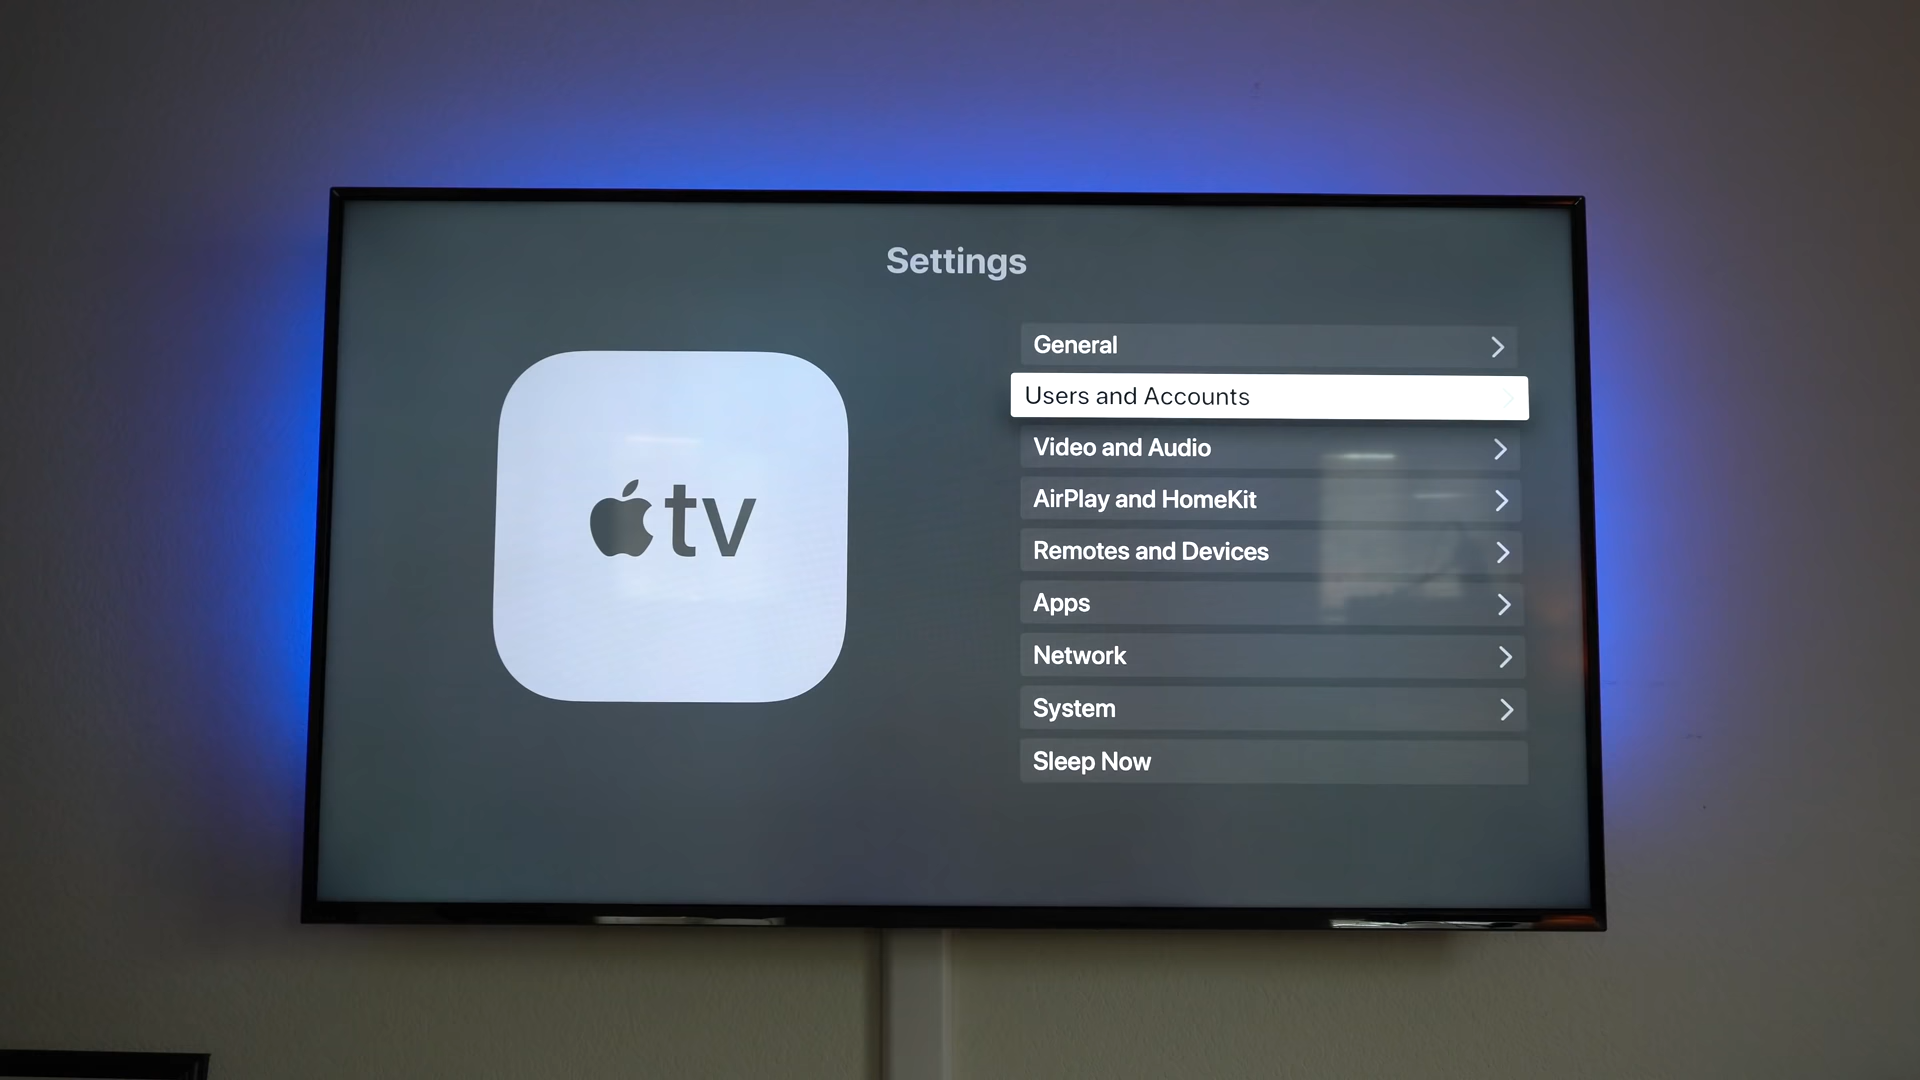 Settings
tv
General
Users and Accounts
Video and Audio
AirPlay and HomeKit
Remotes and Devices
Apps
Network
System
Sleep Now